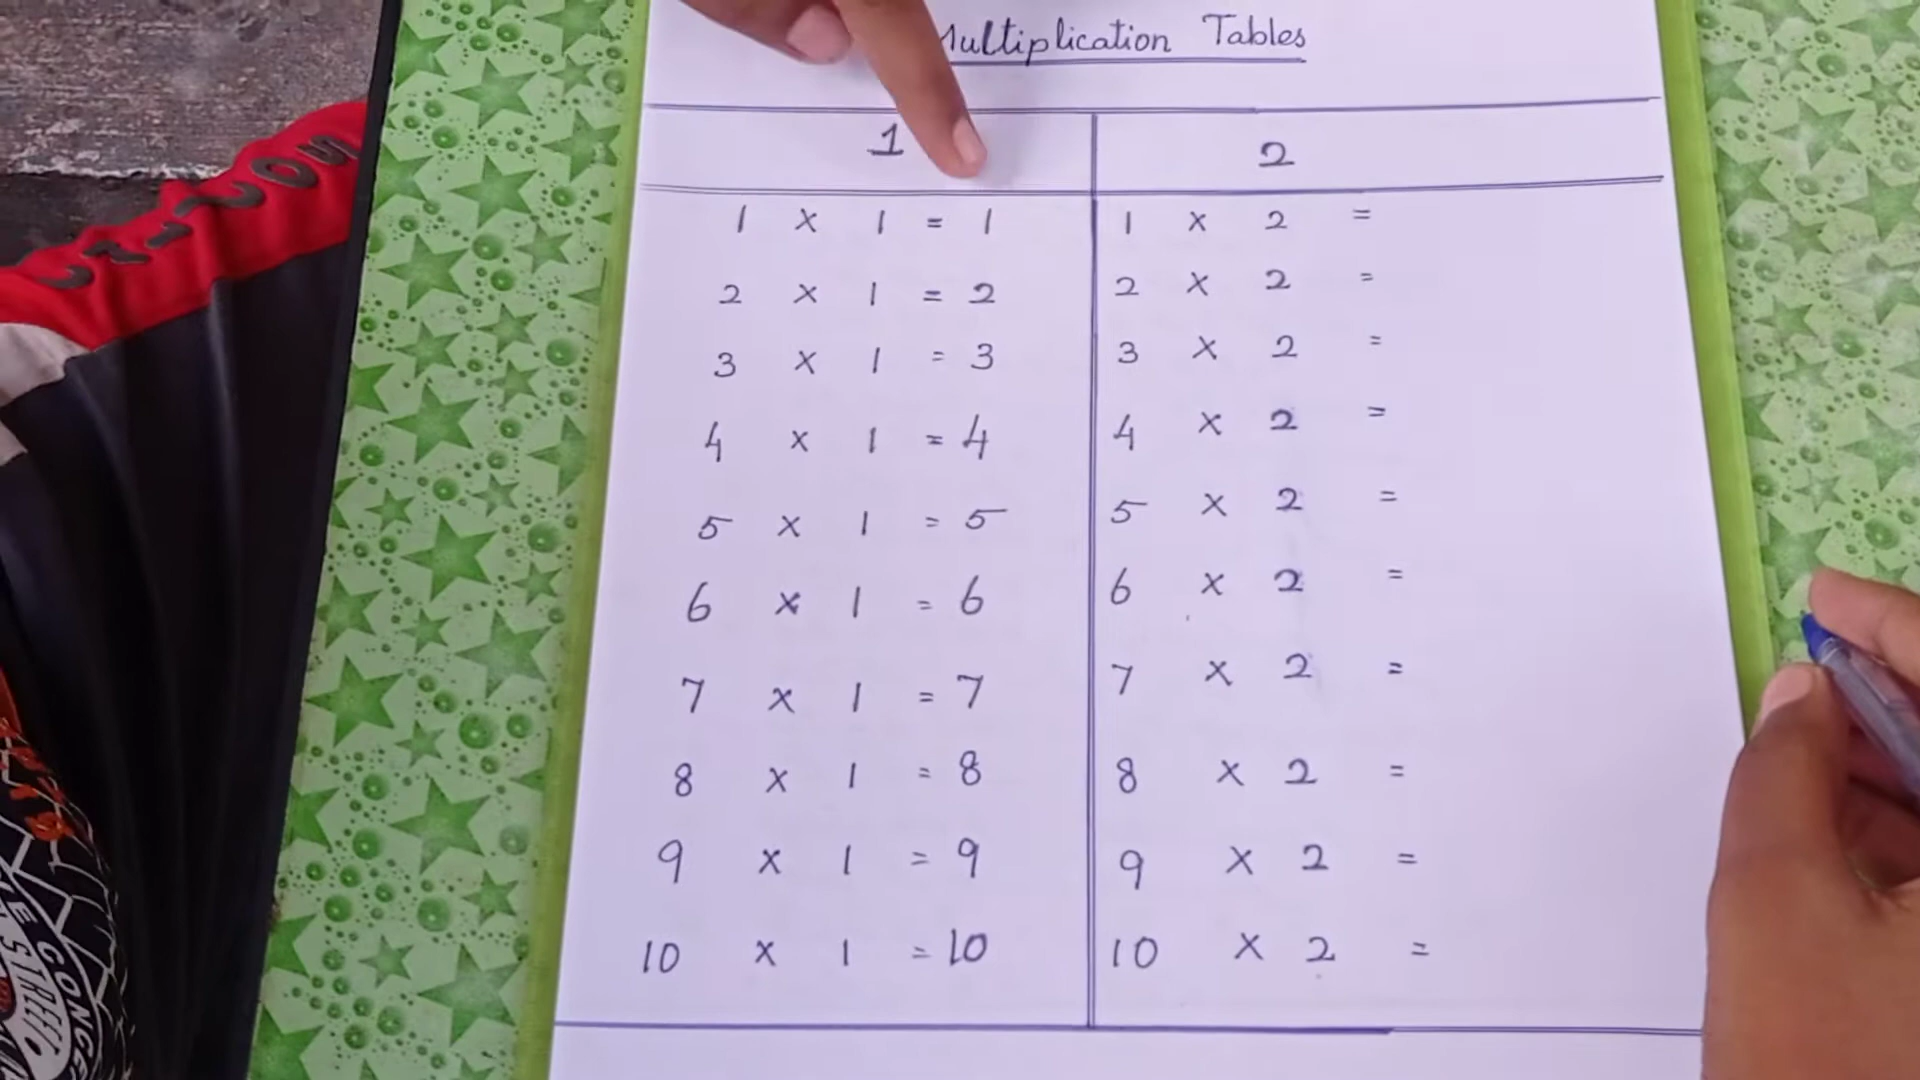 Multiplication Tables
1 2
1 x 1 = 1 1 x 2 =
2 x 1 = 2 2 x 2 =
3 x 1 = 3 3 x 2 =
4 x 1 = 4 4 x 2 =
5 x 1 = 5 5 x 2 =
6 x 1 = 6 6 x 2 =
7 x 1 = 7 7 x 2 =
8 x 1 = 8 8 x 2 =
9 x 1 = 9 9 x 2 =
10 x 1 = 10 10 x 2 =
STREET